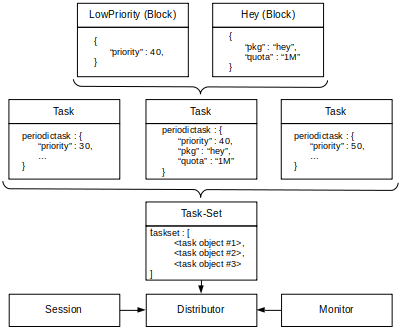 LowPriority (Block)
{
“priority” : 40,
}
Hey (Block)
{
“pkg” : “hey”,
“quota” : “1M”
}
Task
periodictask : {
“priority” : 30,
...
}
Task
periodictask : {
“priority” : 40,
“pkg” : “hey”,
“quota” : “1M”
}
Task
periodictask : {
“priority” : 50,
...
}
Task-Set
taskset : [
<task object #1>,
<task object #2>,
<task object #3>
]
Session
Distributor
Monitor